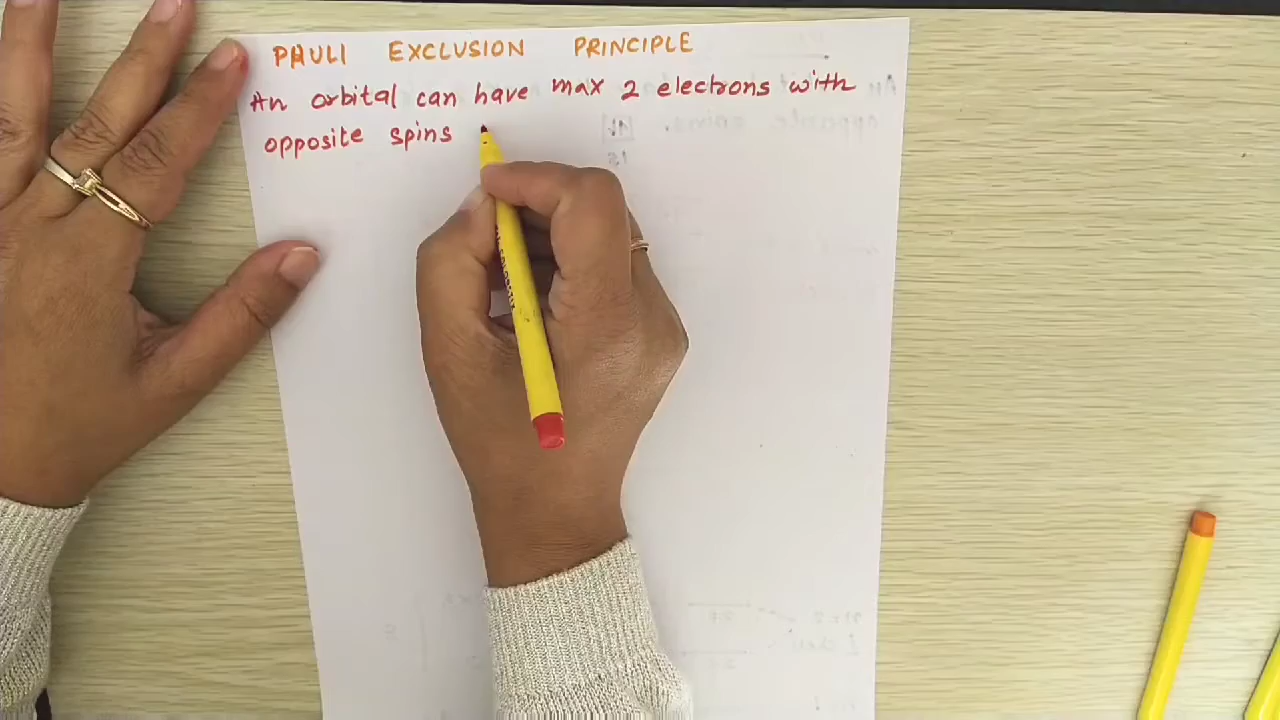 PAULI EXCLUSION PRINCIPLE
An orbital can have max 2 electrons with
opposite spins